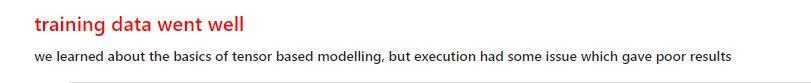 training data went well
we learned about the basics of tensor based modelling, but execution had some issue which gave poor results